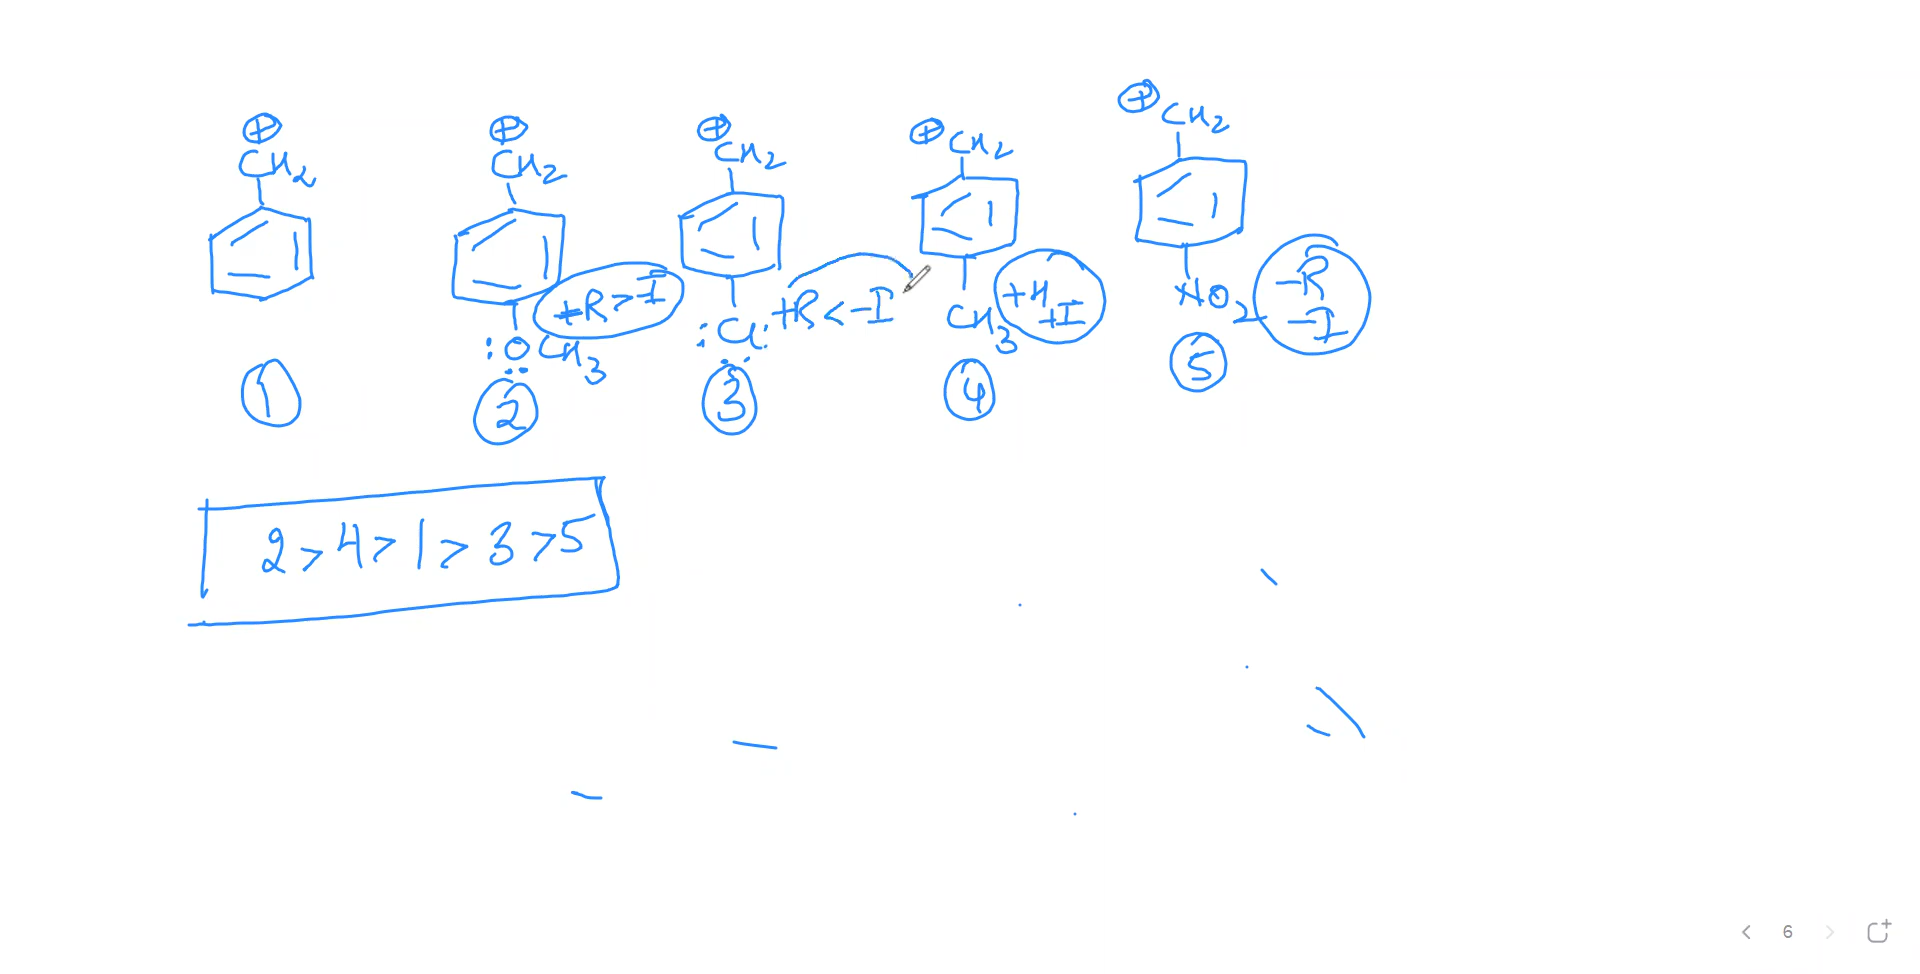 ⊕ ⊕ ⊕ ⊕ ⊕
CH2 CH2 CH2 CH2 CH2
+R > -I
:OCH3
:Cl: +R < -I
CH3
+H
+I
NO2
-R
-I
1 2 3 4 5
2 > 4 > 1 > 3 > 5
6